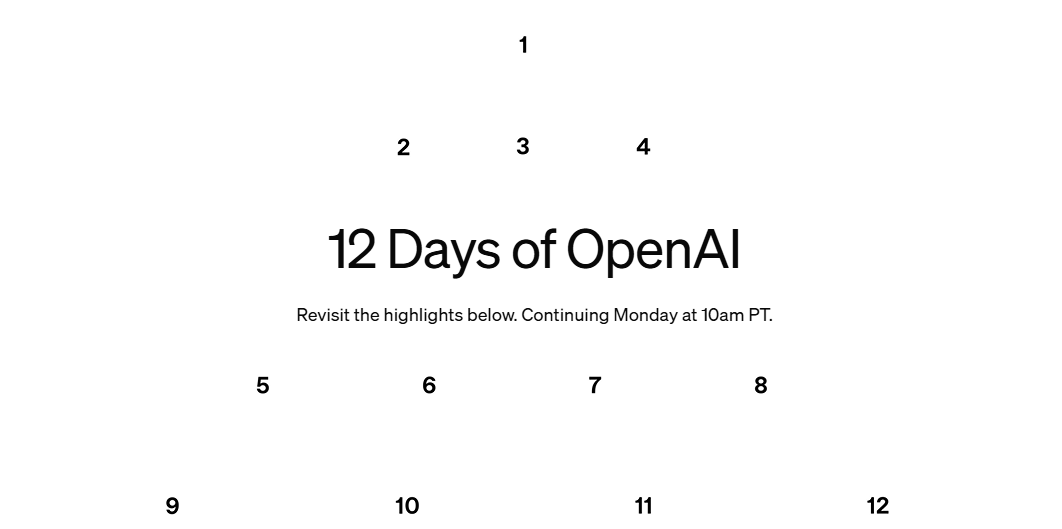 1
2 3 4
12 Days of OpenAI
Revisit the highlights below. Continuing Monday at 10am PT.
5 6 7 8
9 10 11 12